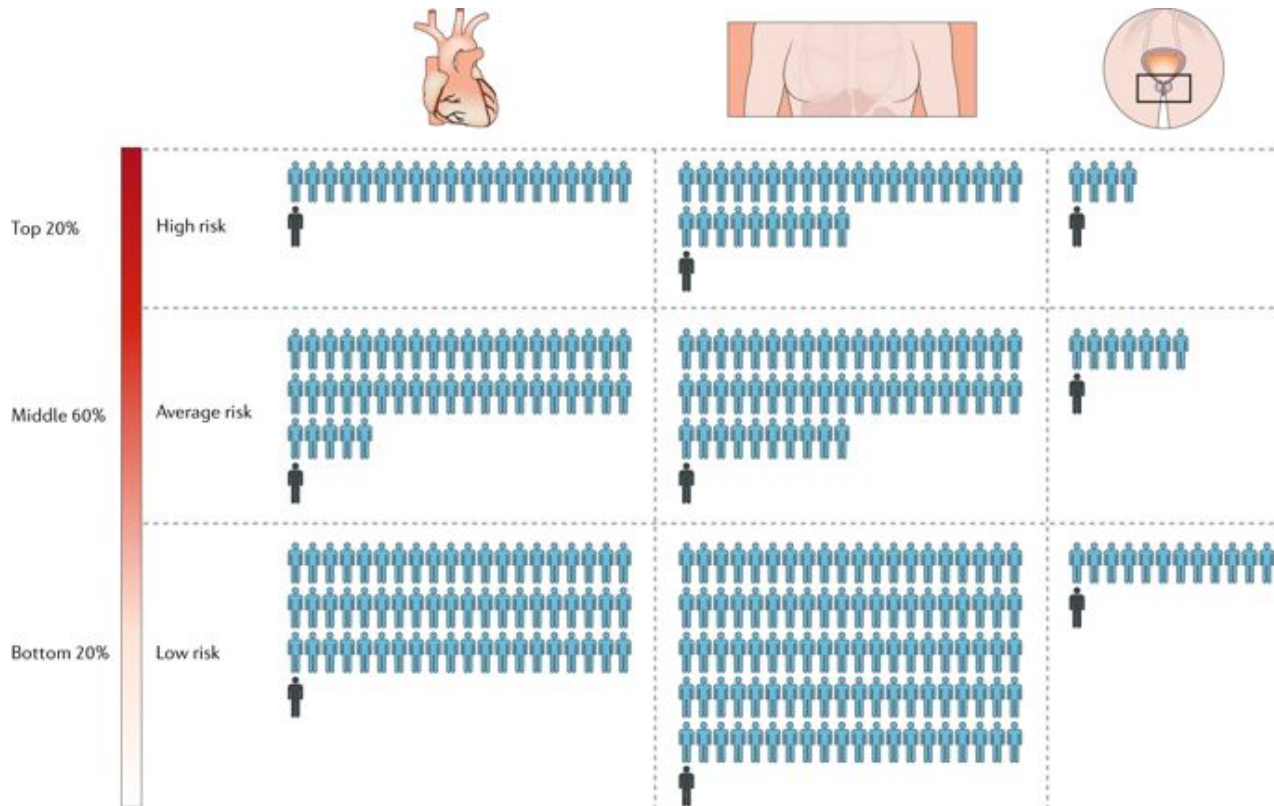 Top 20%
High risk
Middle 60%
Average risk
Bottom 20%
Low risk